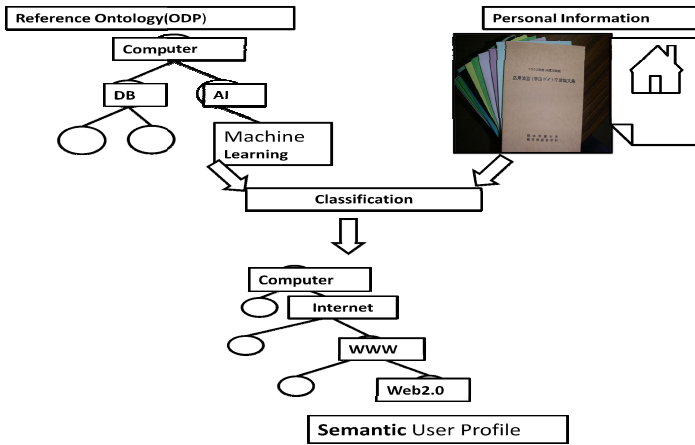 Reference Ontology(ODP)
Personal Information
Computer
DB
AI
Machine
Learning
Classification
Computer
Internet
WWW
Web2.0
Semantic User Profile